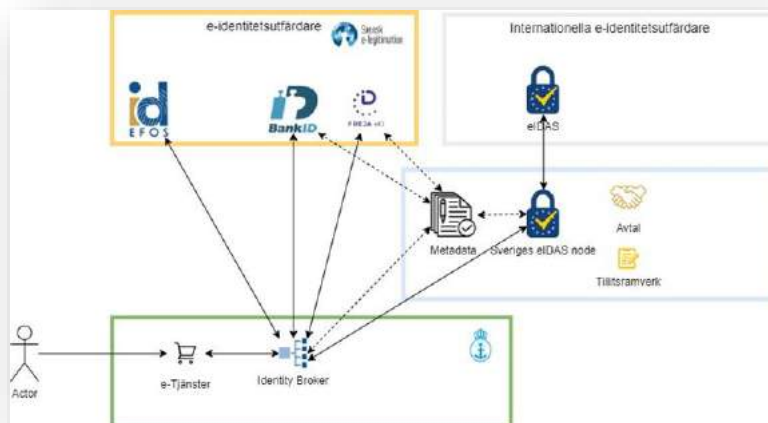 e-identitetsutfärdare
Svensk
e-legitimation
Internationella e-identitetsutfärdare
id
EFOS
BankID
FREJA eID
eIDAS
Metadata
Sveriges eIDAS node
Avtal
Tillitsramverk
Actor
e-Tjänster
Identity Broker